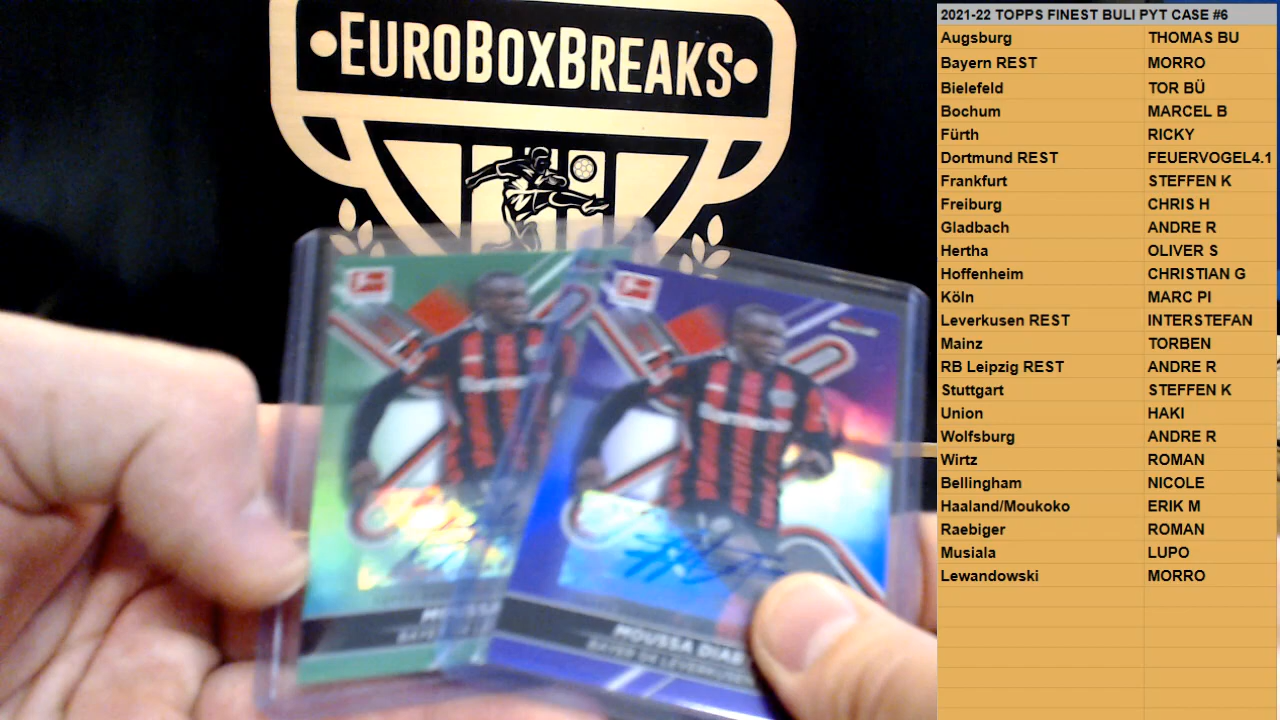 EUROBOXBREAKS
MOUSSA
MOUSSA DIAB
BAYER 04 LEVERKUSEN
2021-22 TOPPS FINEST BULI PYT CASE #6
Augsburg THOMAS BU
Bayern REST MORRO
Bielefeld TOR BÜ
Bochum MARCEL B
Fürth RICKY
Dortmund REST FEUERVOGEL4.1
Frankfurt STEFFEN K
Freiburg CHRIS H
Gladbach ANDRE R
Hertha OLIVER S
Hoffenheim CHRISTIAN G
Köln MARC PI
Leverkusen REST INTERSTEFAN
Mainz TORBEN
RB Leipzig REST ANDRE R
Stuttgart STEFFEN K
Union HAKI
Wolfsburg ANDRE R
Wirtz ROMAN
Bellingham NICOLE
Haaland/Moukoko ERIK M
Raebiger ROMAN
Musiala LUPO
Lewandowski MORRO